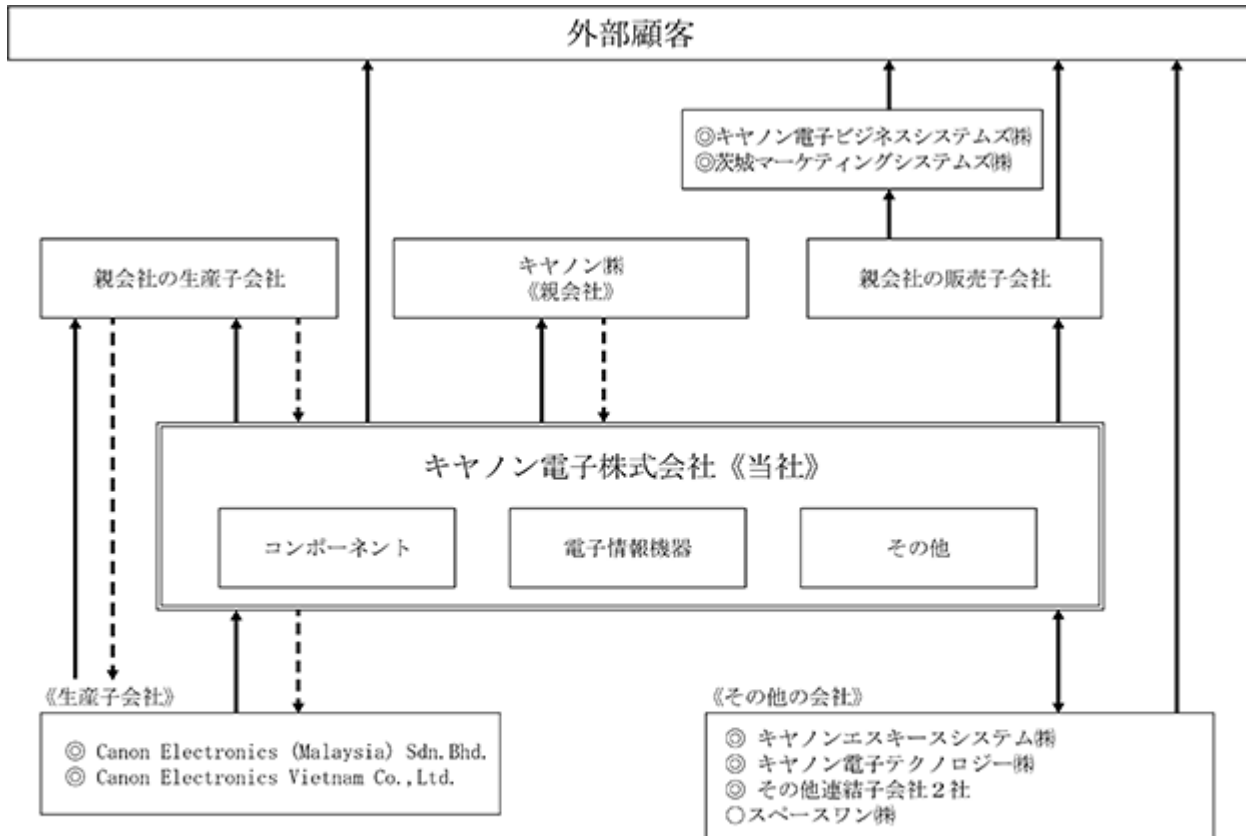 外部顧客
◎キヤノン電子ビジネスシステムズ㈱
◎茨城マーケティングシステムズ㈱
親会社の生産子会社
キヤノン㈱
《親会社》
親会社の販売子会社
キヤノン電子株式会社《当社》
コンポーネント
電子情報機器
その他
《生産子会社》
◎ Canon Electronics (Malaysia) Sdn.Bhd.
◎ Canon Electronics Vietnam Co.,Ltd.
《その他の会社》
◎ キヤノンエスキースシステム㈱
◎ キヤノン電子テクノロジー㈱
◎ その他連結子会社２社
○スペースワン㈱